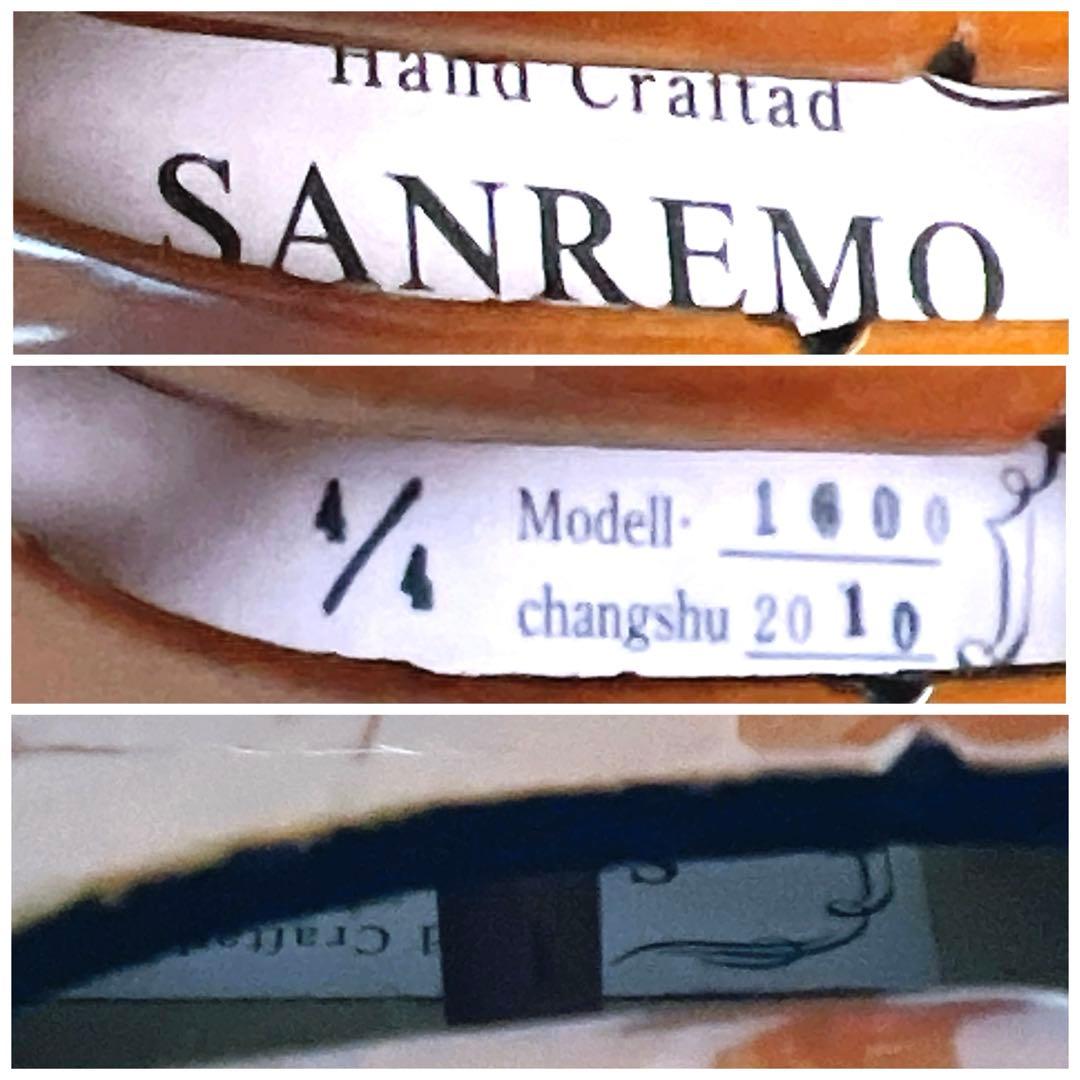 Hand Craftad
SANREMO
4/4
Modell· 1600
changshu 2010
d Craftad
S